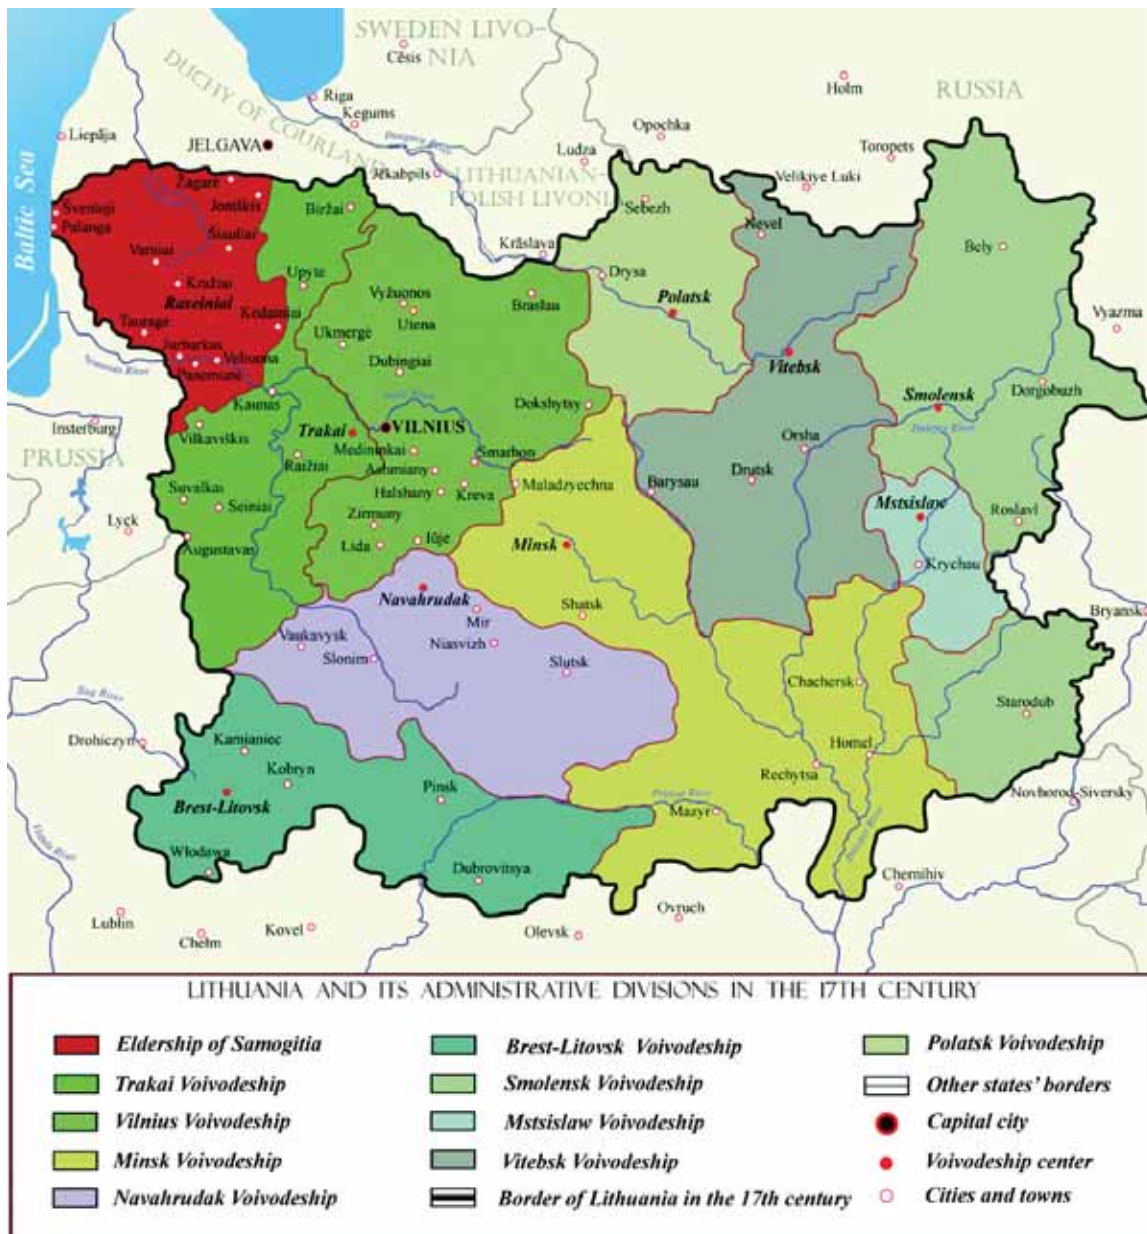 SWEDEN LIVO-
NIA
Cēsis
DUCHY OF COURLAND
Riga
Kegums
Holm
RUSSIA
Liepāja
JELGAVA
Opochka
Toropets
Ludza
Jēkabpils
LITHUANIAN-
POLISH LIVONI
Velikiye Luki
Baltic Sea
Žagarė
Joniškis
Šventoji
Palanga
Biržai
Sebezh
Nevel
Šiauliai
Varniai
Krāslava
Bely
Kražiai
Upytė
Drysa
Raseiniai
Vyžuonos
Braslau
Polatsk
Utena
Kėdainiai
Tauragė
Ukmergė
Vyazma
Jurbarkas
Veliuona
Panemunė
Dubingiai
Vitebsk
Dorogobuzh
Kaunas
Dokshytsy
Smolensk
Insterburg
Vilkaviškis
Trakai
VILNIUS
PRUSSIA
Medininkai
Orsha
Raižiai
Ashmiany
Smarhon
Drutsk
Suvalkai
Seiniai
Halshany
Kreva
Maladzyechna
Barysau
Mstsislaw
Roslavl
Lyck
Zirmuny
Augustavas
Lida
Iŭje
Minsk
Krychau
Navahrudak
Mir
Shatsk
Bryansk
Vaukavysk
Niasvizh
Slonim
Slutsk
Chachersk
Bug River
Starodub
Drohiczyn
Kamianiec
Homel
Kobryn
Rechytsa
Pinsk
Brest-Litovsk
Novhorod-Siversky
Mazyr
Włodawa
Dubrovitsya
Chernihiv
Lublin
Chełm
Kovel
Olevsk
Ovruch
LITHUANIA AND ITS ADMINISTRATIVE DIVISIONS IN THE 17TH CENTURY
Eldership of Samogitia
Trakai Voivodeship
Vilnius Voivodeship
Minsk Voivodeship
Navahrudak Voivodeship
Brest-Litovsk Voivodeship
Smolensk Voivodeship
Mstsislaw Voivodeship
Vitebsk Voivodeship
Border of Lithuania in the 17th century
Polatsk Voivodeship
Other states' borders
Capital city
Voivodeship center
Cities and towns